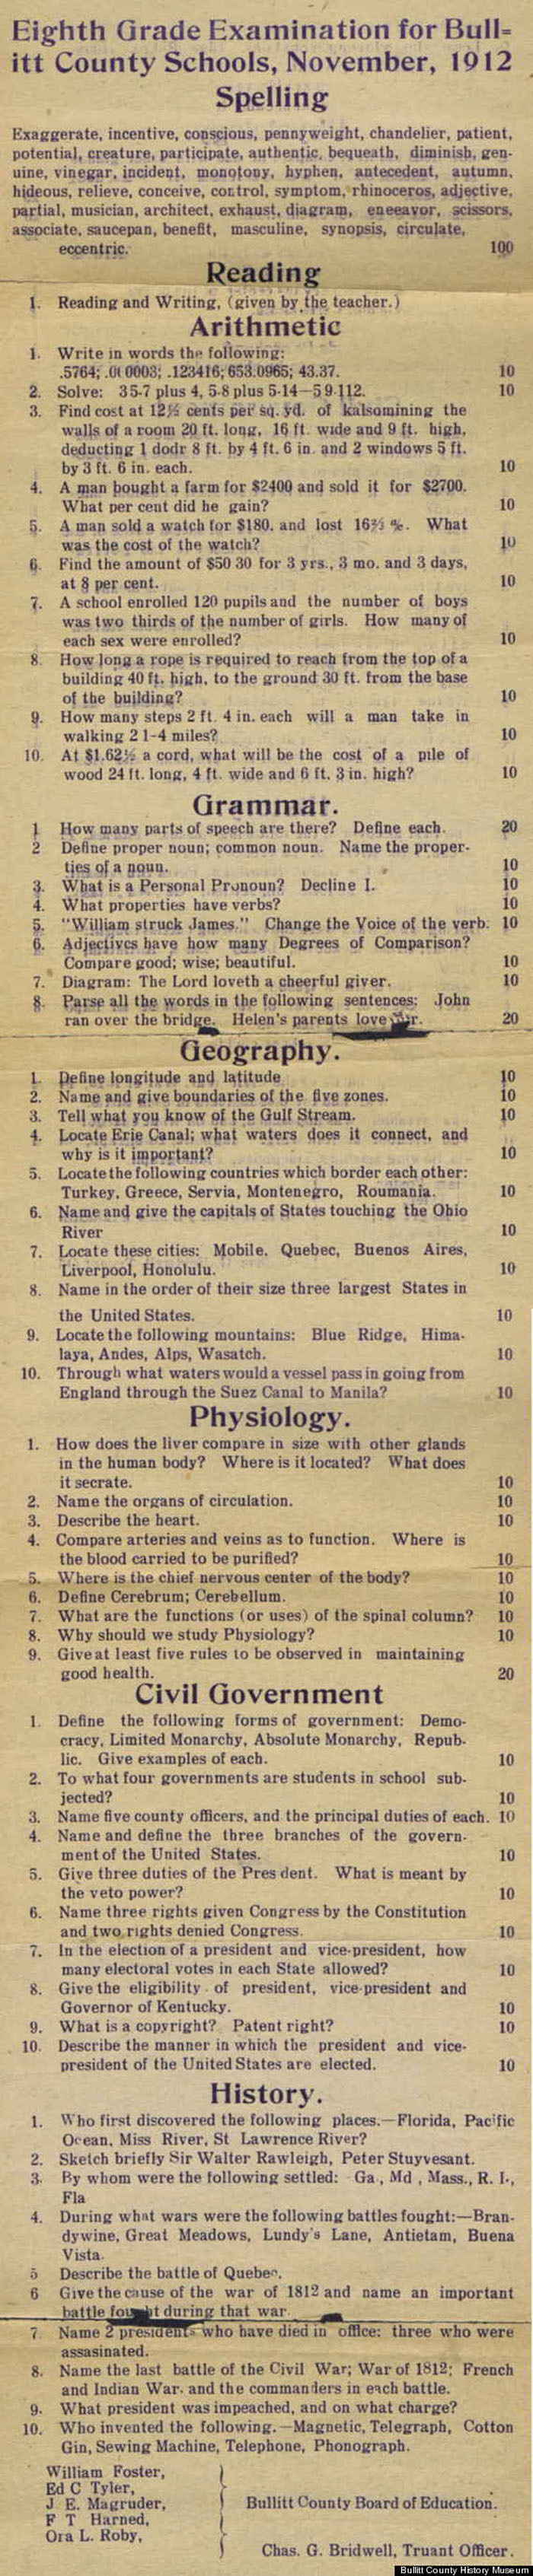 Eighth Grade Examination for Bull=
itt County Schools, November, 1912
Spelling
Exaggerate, incentive, conscious, pennyweight, chandelier, patient,
potential, creature, participate, authentic, bequeath, diminish, gen-
uine, vinegar, incident, monotony, hyphen, antecedent, autumn,
hideous, relieve, conceive, control, symptom, rhinoceros, adjective,
partial, musician, architect, exhaust, diagram, eneeavor, scissors,
associate, saucepan, benefit, masculine, synopsis, circulate,
eccentric. 100
Reading
1. Reading and Writing, (given by the teacher.)
Arithmetic
1. Write in words the following:
.5764; .00 0003; .123416; 653.0965; 43.37. 10
2. Solve: 35-7 plus 4, 5-8 plus 5-14—59-112. 10
3. Find cost at 12½ cents per sq. yd. of kalsomining the
walls of a room 20 ft. long, 16 ft. wide and 9 ft. high,
deducting 1 dodr 8 ft. by 4 ft. 6 in. and 2 windows 5 ft.
by 3 ft. 6 in. each. 10
4. A man bought a farm for $2400 and sold it for $2700.
What per cent did he gain? 10
5. A man sold a watch for $180. and lost 16⅔ %. What
was the cost of the watch? 10
6. Find the amount of $50 30 for 3 yrs., 3 mo. and 3 days,
at 8 per cent. 10
7. A school enrolled 120 pupils and the number of boys
was two thirds of the number of girls. How many of
each sex were enrolled? 10
8. How long a rope is required to reach from the top of a
building 40 ft. high, to the ground 30 ft. from the base
of the building? 10
9. How many steps 2 ft. 4 in. each will a man take in
walking 2 1-4 miles? 10
10. At $1.62½ a cord, what will be the cost of a pile of
wood 24 ft. long, 4 ft. wide and 6 ft. 3 in. high? 10
Grammar.
1 How many parts of speech are there? Define each. 20
2 Define proper noun; common noun. Name the proper-
ties of a noun. 10
3. What is a Personal Pronoun? Decline I. 10
4. What properties have verbs? 10
5. "William struck James." Change the Voice of the verb. 10
6. Adjectives have how many Degrees of Comparison?
Compare good; wise; beautiful. 10
7. Diagram: The Lord loveth a cheerful giver. 10
8. Parse all the words in the following sentences: John
ran over the bridge. Helen's parents love 20
Geography.
1. Define longitude and latitude 10
2. Name and give boundaries of the five zones. 10
3. Tell what you know of the Gulf Stream. 10
4. Locate Erie Canal; what waters does it connect, and
why is it important? 10
5. Locate the following countries which border each other:
Turkey, Greece, Servia, Montenegro, Roumania. 10
6. Name and give the capitals of States touching the Ohio
River 10
7. Locate these cities: Mobile. Quebec, Buenos Aires,
Liverpool, Honolulu. 10
8. Name in the order of their size three largest States in
the United States. 10
9. Locate the following mountains: Blue Ridge, Hima-
laya, Andes, Alps, Wasatch. 10
10. Through what waters would a vessel pass in going from
England through the Suez Canal to Manila? 10
Physiology.
1. How does the liver compare in size with other glands
in the human body? Where is it located? What does
it secrate. 10
2. Name the organs of circulation. 10
3. Describe the heart. 10
4. Compare arteries and veins as to function. Where is
the blood carried to be purified? 10
5. Where is the chief nervous center of the body? 10
6. Define Cerebrum; Cerebellum. 10
7. What are the functions (or uses) of the spinal column? 10
8. Why should we study Physiology? 10
9. Give at least five rules to be observed in maintaining
good health. 20
Civil Government
1. Define the following forms of government: Demo-
cracy, Limited Monarchy, Absolute Monarchy, Repub-
lic. Give examples of each. 10
2. To what four governments are students in school sub-
jected? 10
3. Name five county officers, and the principal duties of each. 10
4. Name and define the three branches of the govern-
ment of the United States. 10
5. Give three duties of the Pres dent. What is meant by
the veto power? 10
6. Name three rights given Congress by the Constitution
and two rights denied Congress. 10
7. In the election of a president and vice-president, how
many electoral votes in each State allowed? 10
8. Give the eligibility of president, vice-president and
Governor of Kentucky. 10
9. What is a copyright? Patent right? 10
10. Describe the manner in which the president and vice-
president of the United States are elected. 10
History.
1. Who first discovered the following places.—Florida, Pacific
Ocean, Miss River, St Lawrence River?
2. Sketch briefly Sir Walter Rawleigh, Peter Stuyvesant.
3. By whom were the following settled: Ga., Md, Mass., R. I.,
Fla
4. During what wars were the following battles fought:—Bran-
dywine, Great Meadows, Lundy's Lane, Antietam, Buena
Vista.
5 Describe the battle of Quebec.
6 Give the cause of the war of 1812 and name an important
battle fought during that war.
7. Name 2 presidents who have died in office: three who were
assasinated.
8. Name the last battle of the Civil War; War of 1812; French
and Indian War. and the commanders in each battle.
9. What president was impeached, and on what charge?
10. Who invented the following.—Magnetic, Telegraph, Cotton
Gin, Sewing Machine, Telephone, Phonograph.
William Foster,
Ed C Tyler,
J E. Magruder,
F T Harned,
Ora L. Roby,
Bullitt County Board of Education.
Chas. G. Bridwell, Truant Officer.
Bullitt County History Museum